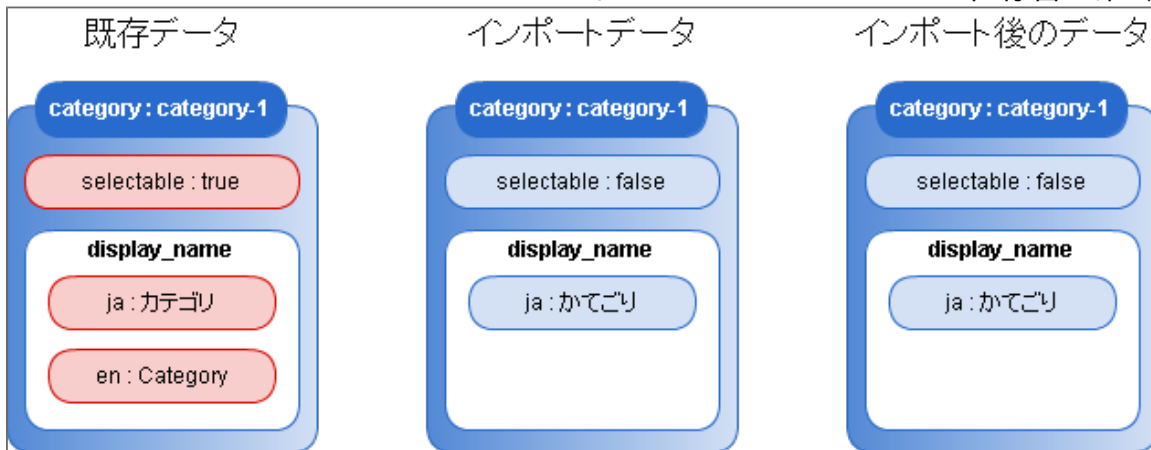 既存データ
category : category-1
selectable : true
display_name
ja : カテゴリ
en : Category
インポートデータ
category : category-1
selectable : false
display_name
ja : かてごり
インポート後のデータ
category : category-1
selectable : false
display_name
ja : かてごり